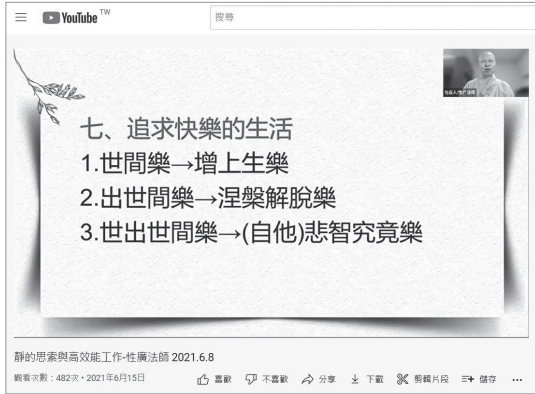 YouTube TW
搜尋
七、追求快樂的生活
1.世間樂→增上生樂
2.出世間樂→涅槃解脫樂
3.世出世間樂→(自他)悲智究竟樂
靜的思索與高效能工作-性廣法師 2021.6.8
觀看次數：482次•2021年6月15日 喜歡 不喜歡 分享 下載 剪輯片段 儲存